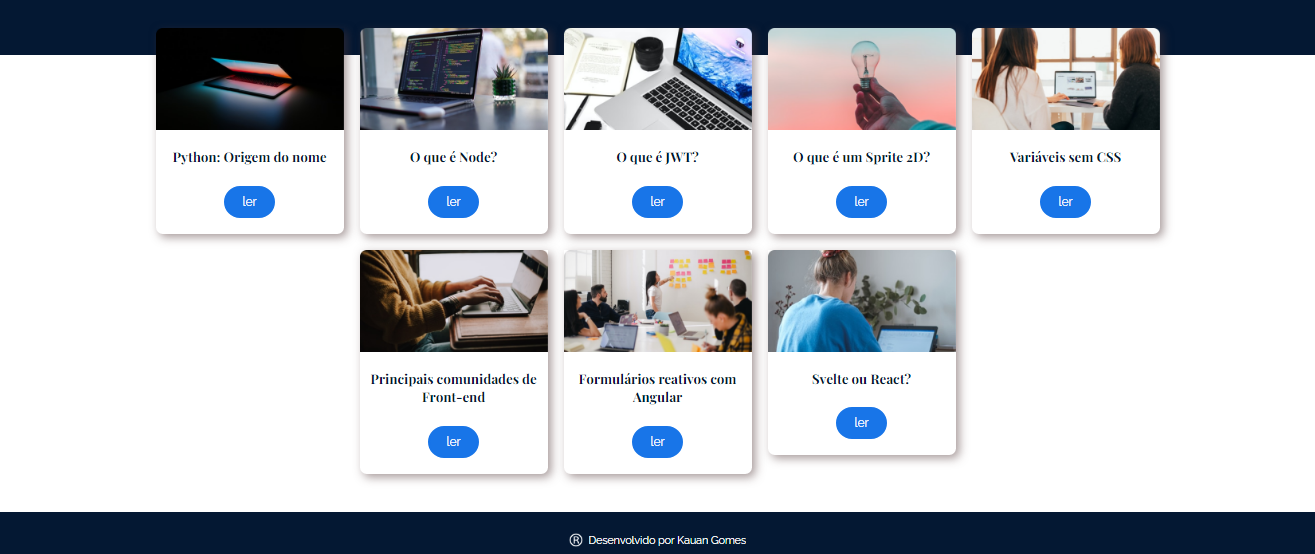 Python: Origem do nome
ler
O que é Node?
ler
O que é JWT?
ler
O que é um Sprite 2D?
ler
Variáveis sem CSS
ler
Principais comunidades de
Front-end
ler
Formulários reativos com
Angular
ler
Svelte ou React?
ler
® Desenvolvido por Kauan Gomes